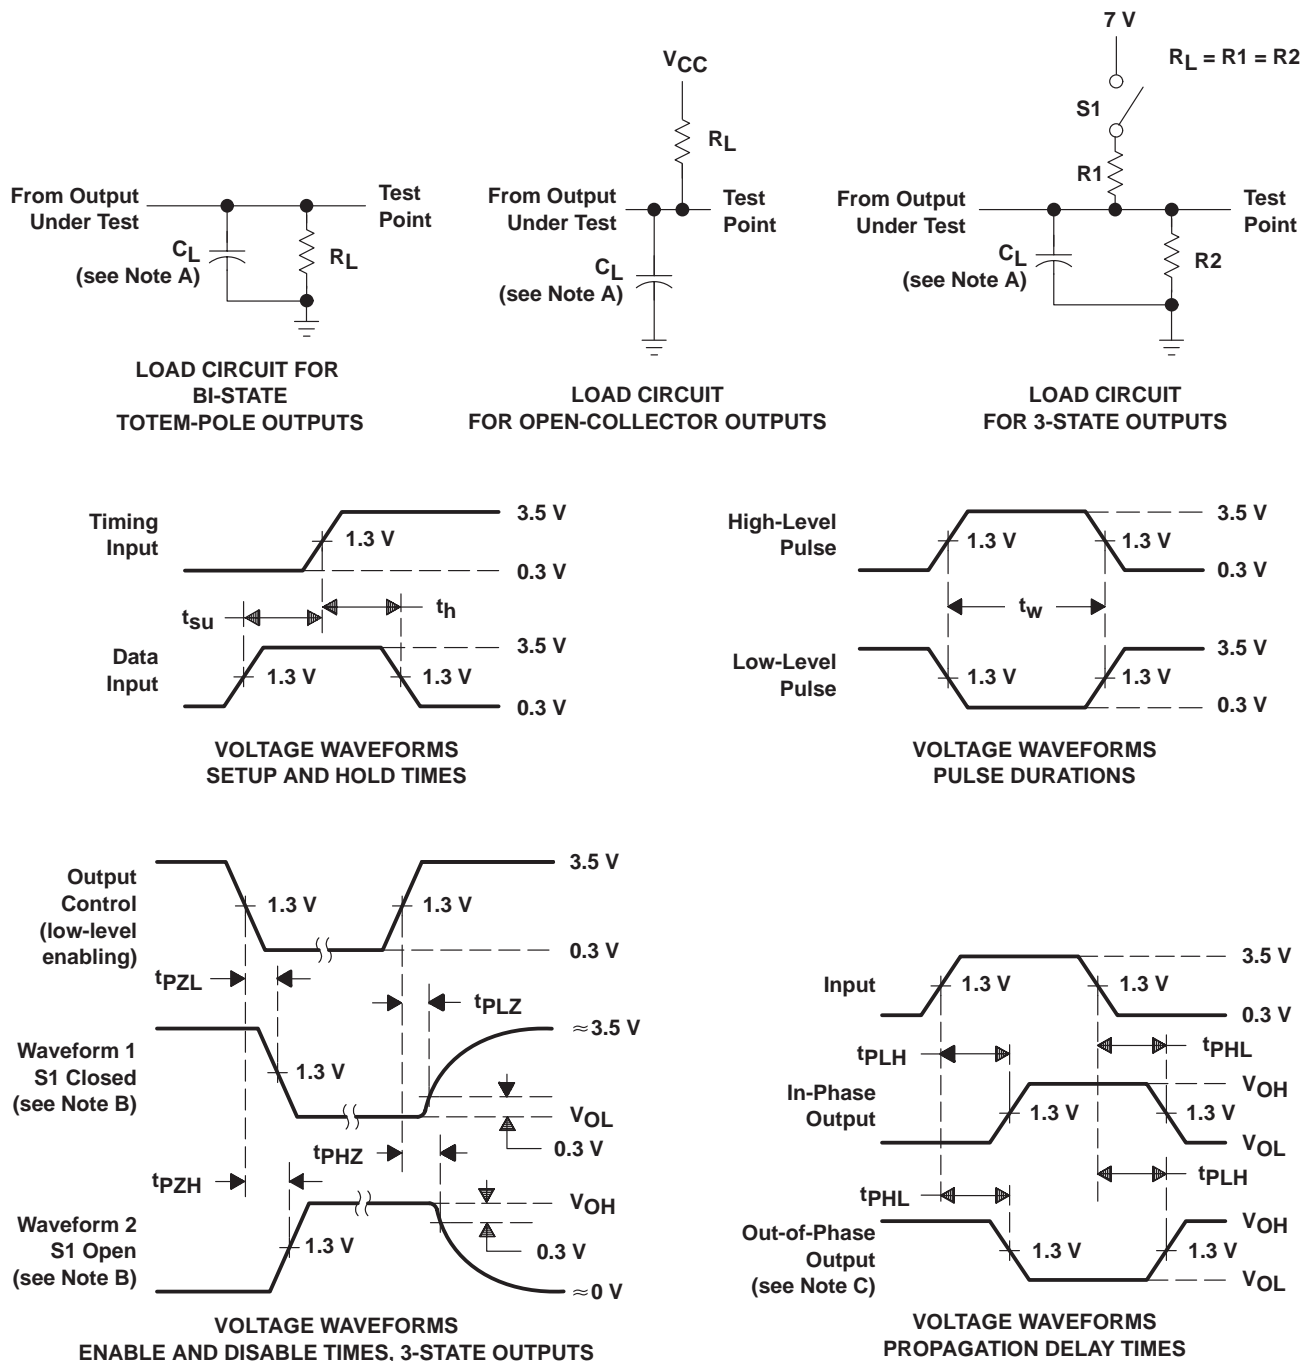 VCC
RL
From Output
Under Test
Test
Point
CL
(see Note A)
RL
LOAD CIRCUIT FOR
BI-STATE
TOTEM-POLE OUTPUTS
From Output
Under Test
Test
Point
CL
(see Note A)
LOAD CIRCUIT
FOR OPEN-COLLECTOR OUTPUTS
7 V
RL = R1 = R2
S1
R1
From Output
Under Test
Test
Point
CL
(see Note A)
R2
LOAD CIRCUIT
FOR 3-STATE OUTPUTS
Timing
Input
1.3 V
3.5 V
0.3 V
tsu
th
Data
Input
1.3 V
1.3 V
3.5 V
0.3 V
VOLTAGE WAVEFORMS
SETUP AND HOLD TIMES
High-Level
Pulse
1.3 V
1.3 V
3.5 V
0.3 V
tw
Low-Level
Pulse
1.3 V
1.3 V
3.5 V
0.3 V
VOLTAGE WAVEFORMS
PULSE DURATIONS
Output
Control
(low-level
enabling)
1.3 V
1.3 V
3.5 V
0.3 V
tPZL
tPLZ
Waveform 1
S1 Closed
(see Note B)
1.3 V
≈3.5 V
VOL
0.3 V
tPHZ
tPZH
Waveform 2
S1 Open
(see Note B)
1.3 V
VOH
0.3 V
≈0 V
VOLTAGE WAVEFORMS
ENABLE AND DISABLE TIMES, 3-STATE OUTPUTS
Input
1.3 V
1.3 V
3.5 V
0.3 V
tPLH
tPHL
In-Phase
Output
1.3 V
1.3 V
VOH
VOL
tPHL
tPLH
Out-of-Phase
Output
(see Note C)
1.3 V
1.3 V
VOH
VOL
VOLTAGE WAVEFORMS
PROPAGATION DELAY TIMES